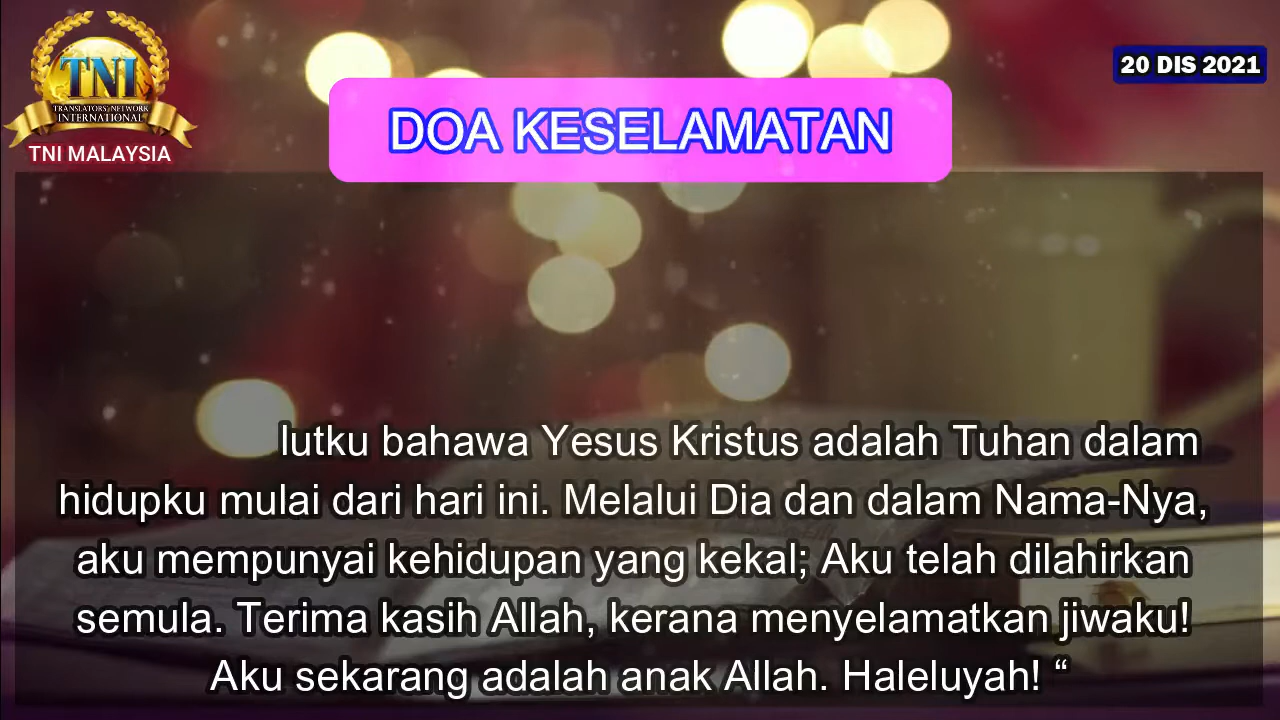 TNI
TRANSLATORS' NETWORK
INTERNATIONAL
TNI MALAYSIA
20 DIS 2021
DOA KESELAMATAN
lutku bahawa Yesus Kristus adalah Tuhan dalam
hidupku mulai dari hari ini. Melalui Dia dan dalam Nama-Nya,
aku mempunyai kehidupan yang kekal; Aku telah dilahirkan
semula. Terima kasih Allah, kerana menyelamatkan jiwaku!
Aku sekarang adalah anak Allah. Haleluyah! “